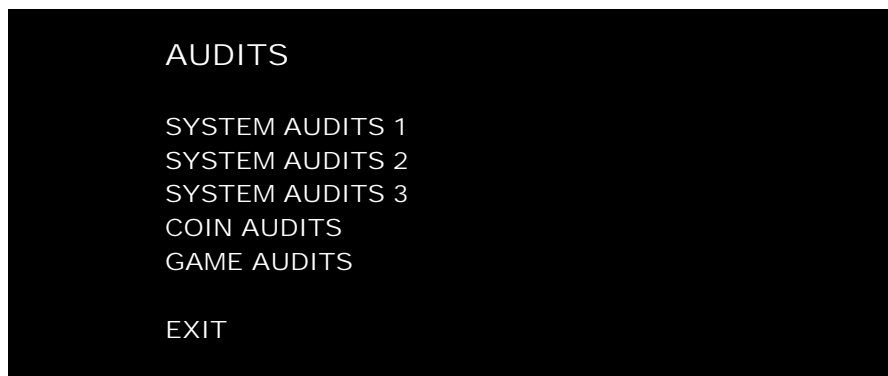 AUDITS
SYSTEM AUDITS 1
SYSTEM AUDITS 2
SYSTEM AUDITS 3
COIN AUDITS
GAME AUDITS
EXIT